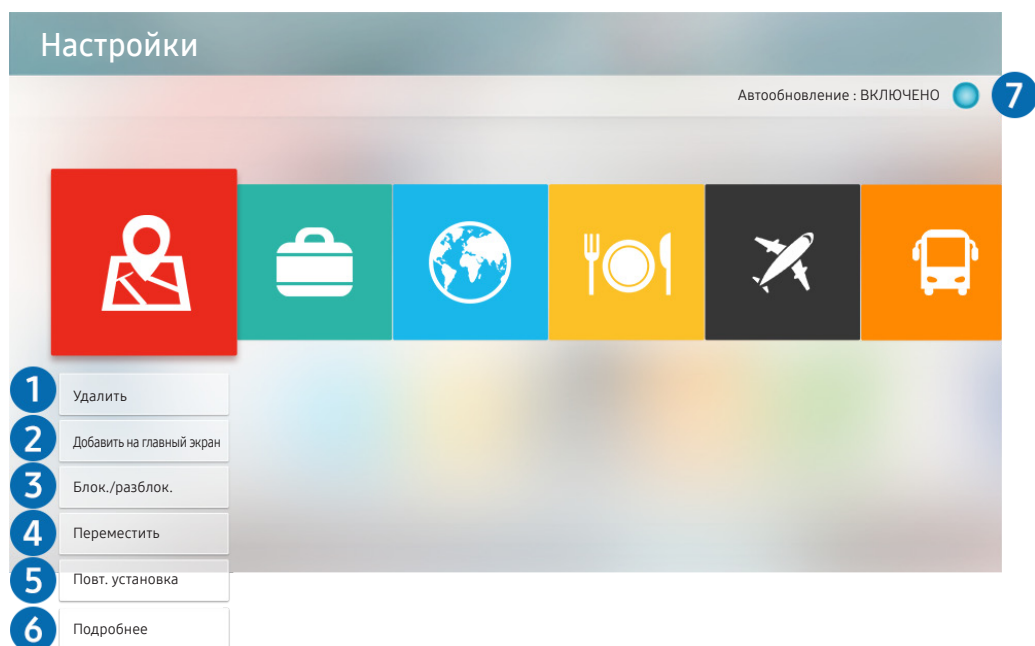 Настройки
Автообновление : ВКЛЮЧЕНО 7
1 Удалить
2 Добавить на главный экран
3 Блок./разблок.
4 Переместить
5 Повт. установка
6 Подробнее